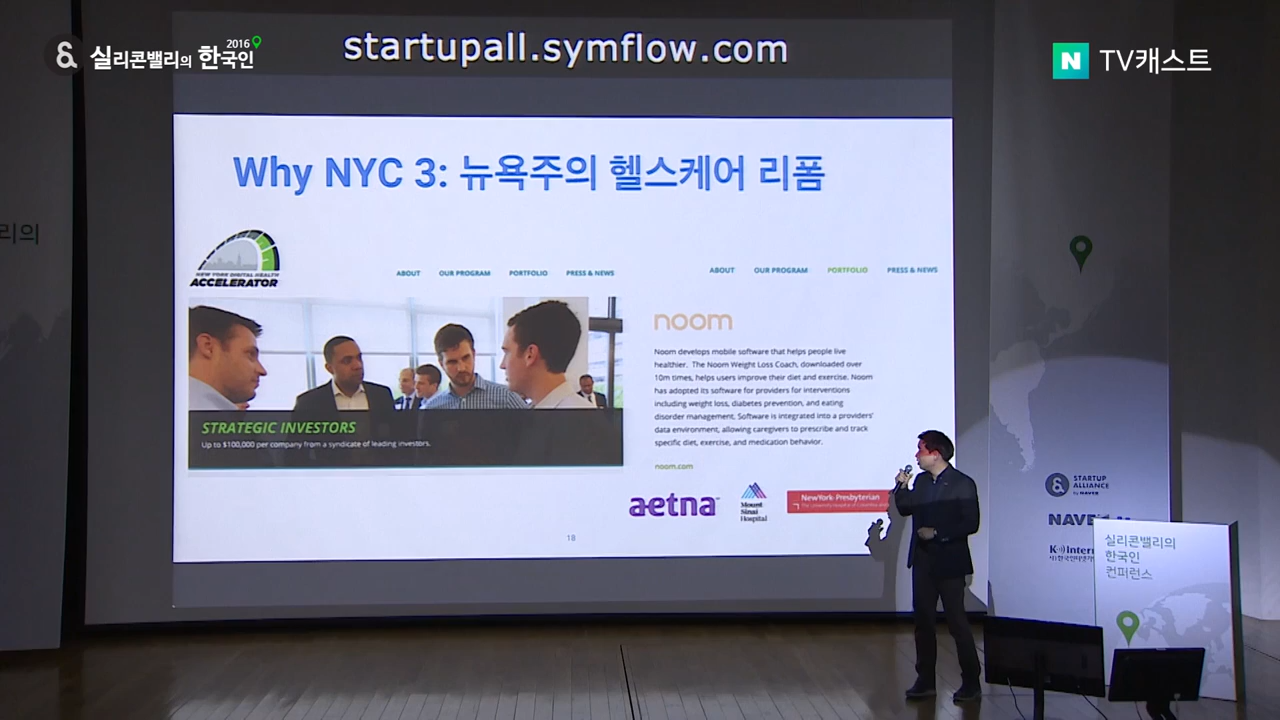 &
2016
실리콘밸리의 한국인
startupall.symflow.com
N TV캐스트
리의
Why NYC 3: 뉴욕주의 헬스케어 리폼
NEW YORK DIGITAL HEALTH
ACCELERATOR
ABOUT OUR PROGRAM PORTFOLIO PRESS & NEWS
STRATEGIC INVESTORS
Up to $100,000 per company from a syndicate of leading investors.
ABOUT OUR PROGRAM PORTFOLIO PRESS & NEWS
noom
Noom develops mobile software that helps people live
healthier. The Noom Weight Loss Coach, downloaded over
10m times, helps users improve their diet and exercise. Noom
has adopted its software for providers for interventions
including weight loss, diabetes prevention, and eating
disorder management. Software is integrated into a providers'
data environment, allowing caregivers to prescribe and track
specific diet, exercise, and medication behavior.
noom.com
aetna
Mount
Sinai
Hospital
NewYork-Presbyterian
18
&
STARTUP
ALLIANCE
by NAVER
NAVE
실리콘밸리의
한국인
컨퍼런스